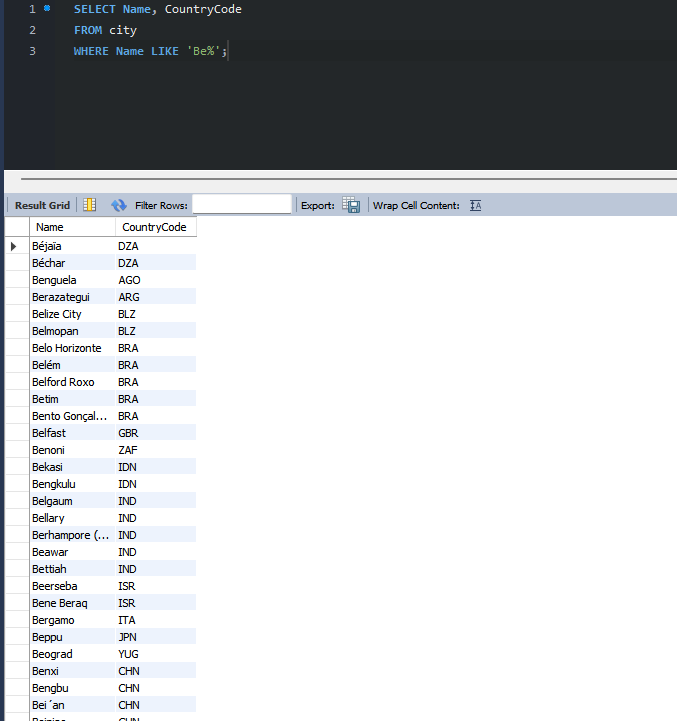 1 SELECT Name, CountryCode
2 FROM city
3 WHERE Name LIKE 'Be%';
Result Grid Filter Rows: Export: Wrap Cell Content:
Name CountryCode
Béjaïa DZA
Béchar DZA
Benguela AGO
Berazategui ARG
Belize City BLZ
Belmopan BLZ
Belo Horizonte BRA
Belém BRA
Belford Roxo BRA
Betim BRA
Bento Gonçal... BRA
Belfast GBR
Benoni ZAF
Bekasi IDN
Bengkulu IDN
Belgaum IND
Bellary IND
Berhampore (... IND
Beawar IND
Bettiah IND
Beerseba ISR
Bene Beraq ISR
Bergamo ITA
Beppu JPN
Beograd YUG
Benxi CHN
Bengbu CHN
Bei´an CHN
CHN